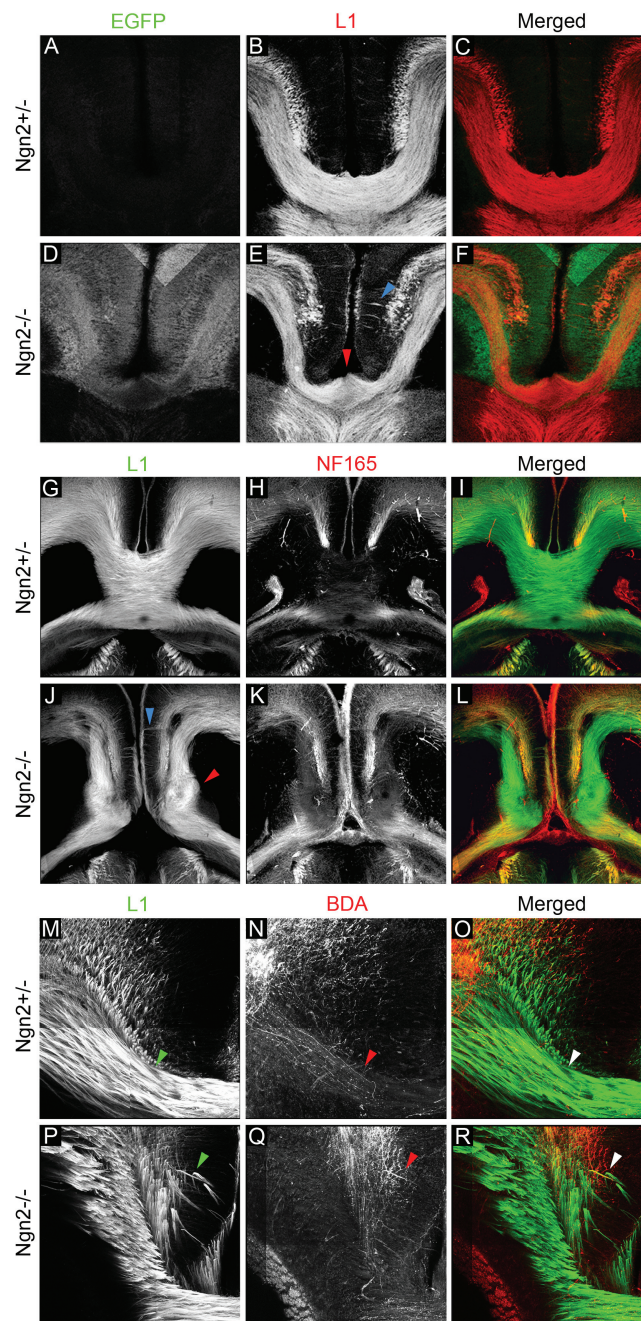 EGFP L1 Merged
Ngn2+/-
A B C
Ngn2-/-
D E F
L1 NF165 Merged
Ngn2+/-
G H I
Ngn2-/-
J K L
L1 BDA Merged
Ngn2+/-
M N O
Ngn2-/-
P Q R